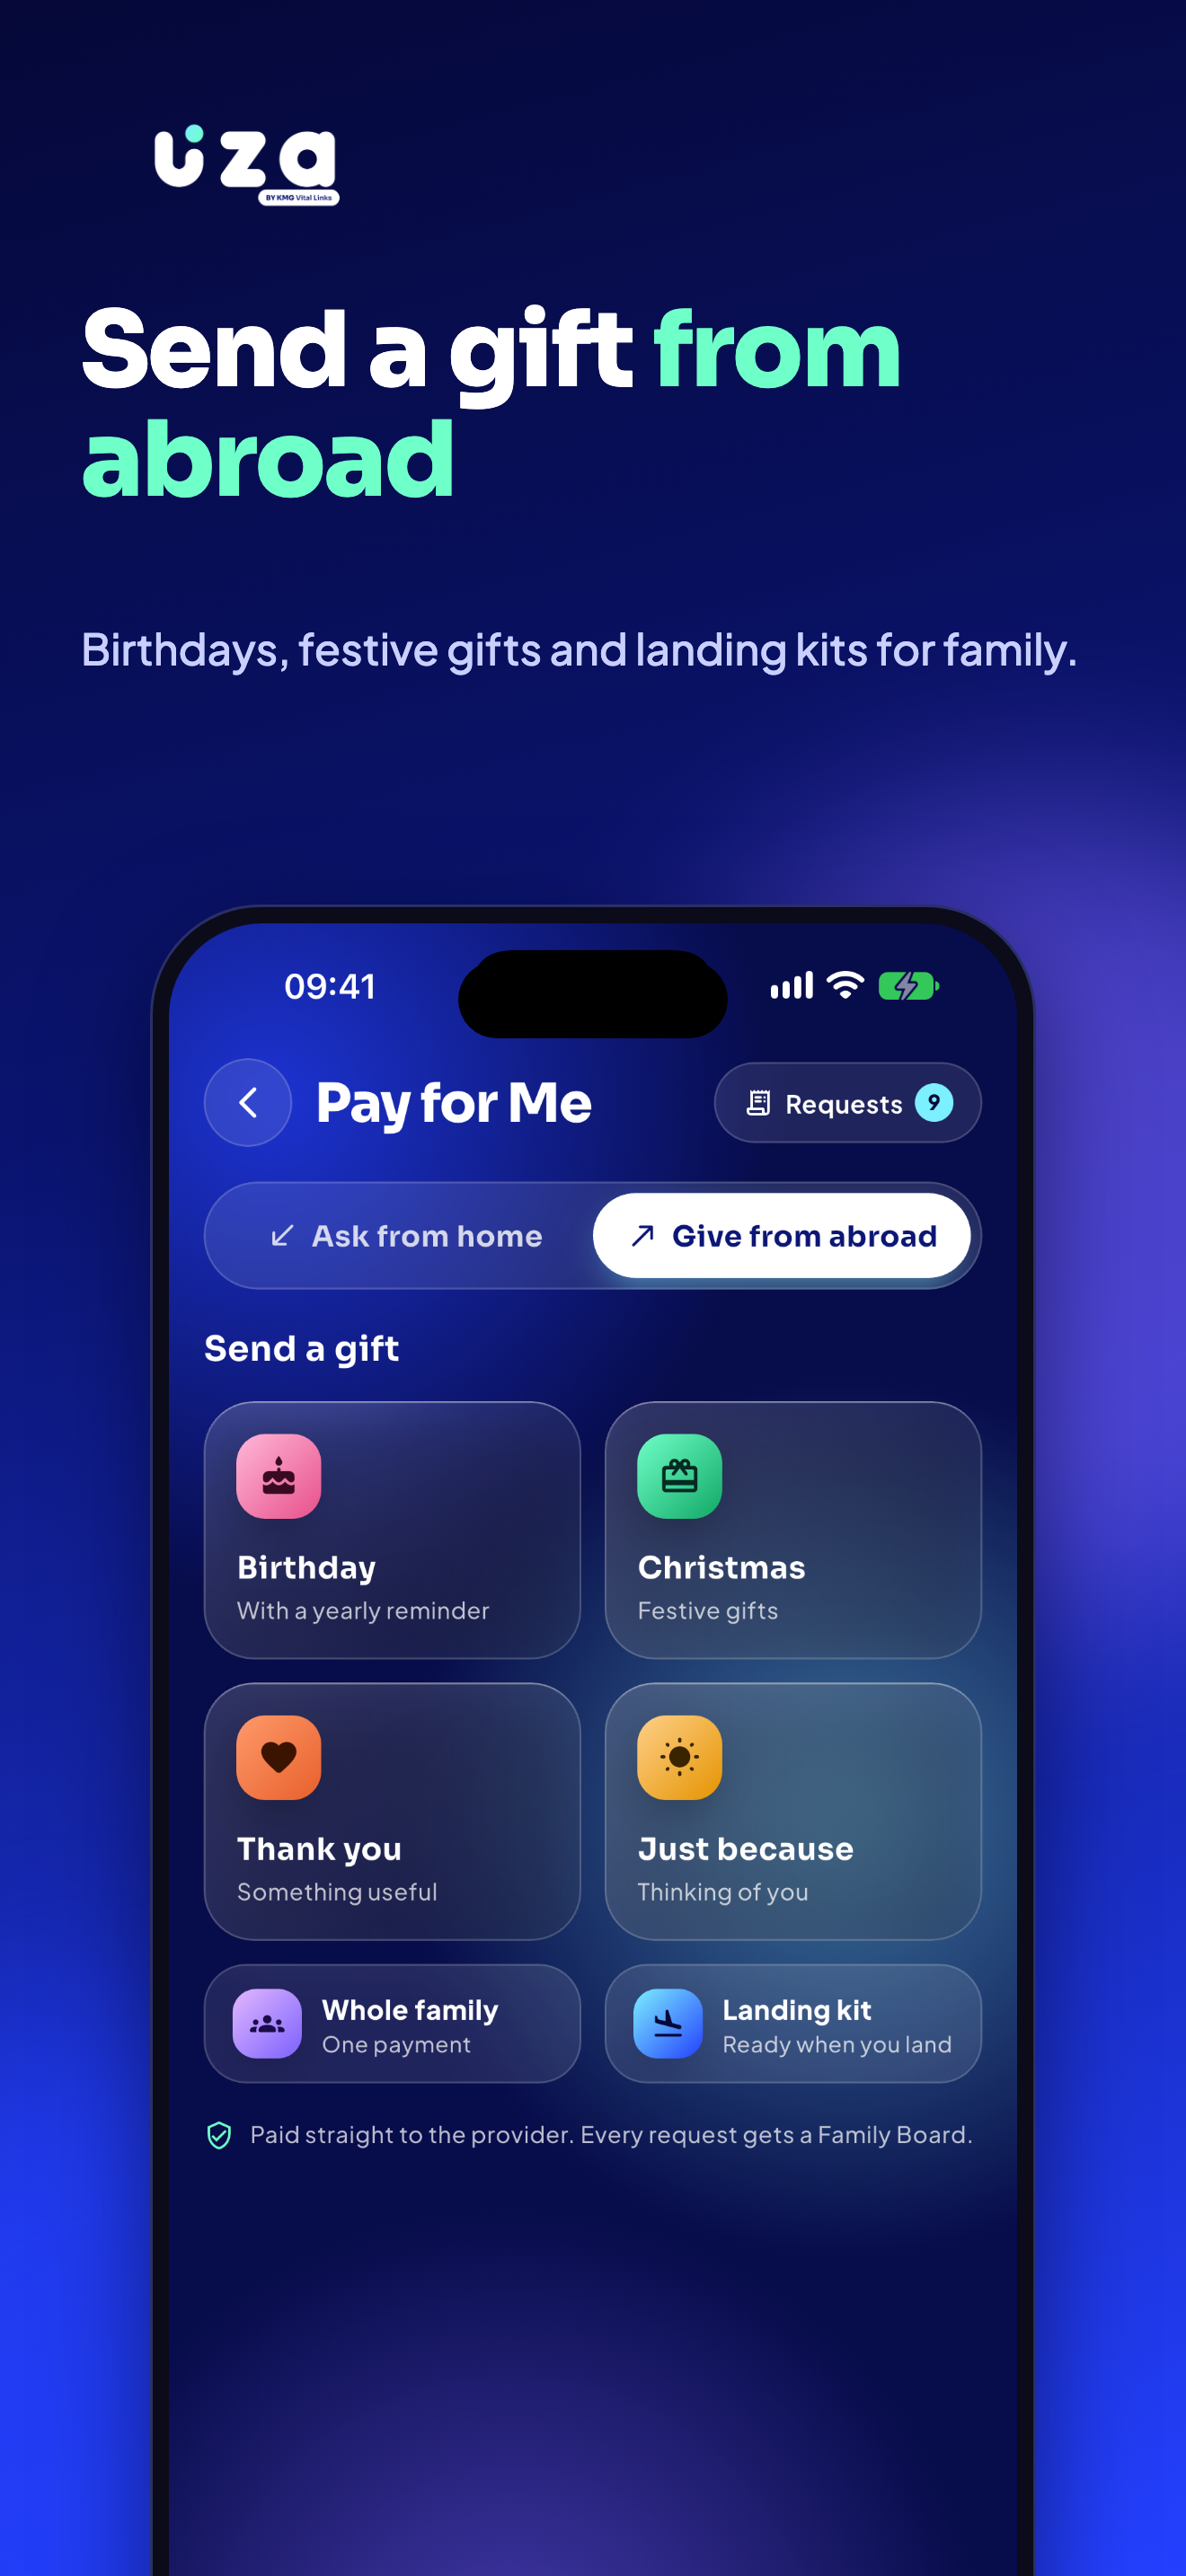 uza
BY KMG Vital Links
Send a gift from
abroad
Birthdays, festive gifts and landing kits for family.
09:41
Pay for Me
Requests 9
Ask from home
Give from abroad
Send a gift
Birthday
With a yearly reminder
Christmas
Festive gifts
Thank you
Something useful
Just because
Thinking of you
Whole family
One payment
Landing kit
Ready when you land
Paid straight to the provider. Every request gets a Family Board.